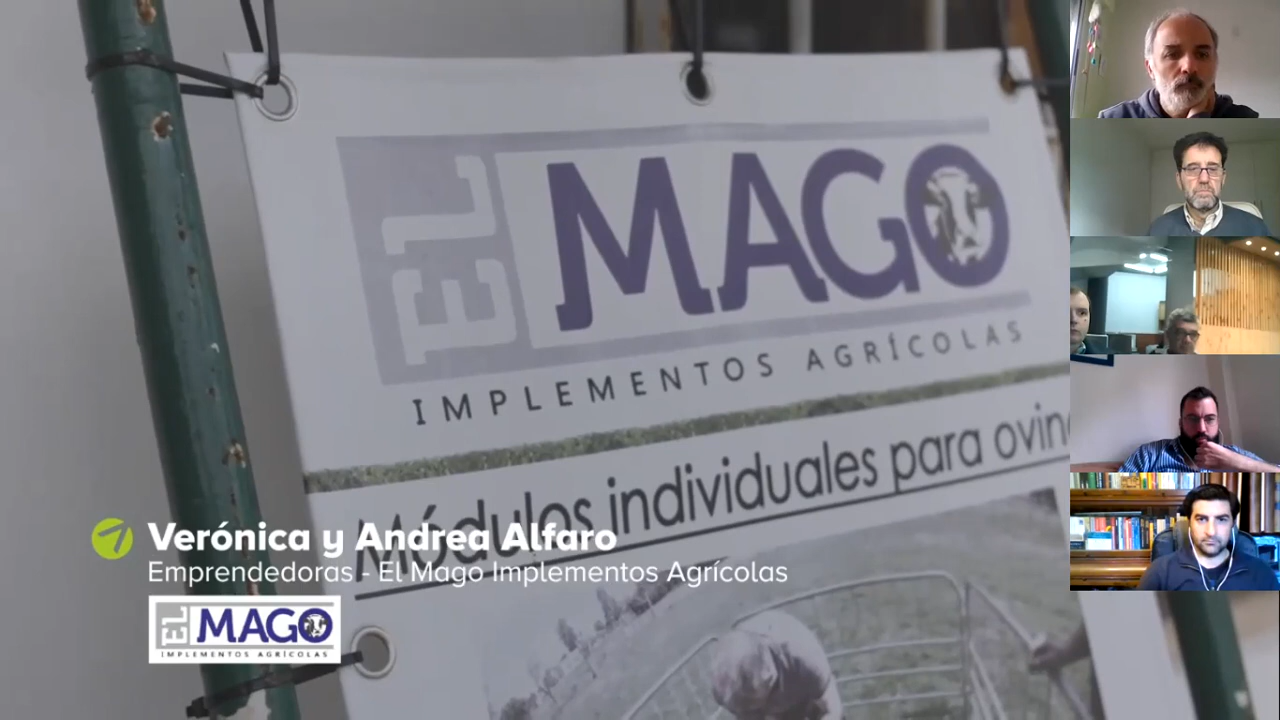 EL MAGO
IMPLEMENTOS AGRÍCOLAS
Módulos individuales para ovin
Verónica y Andrea Alfaro
Emprendedoras - El Mago Implementos Agrícolas
EL MAGO
IMPLEMENTOS AGRÍCOLAS